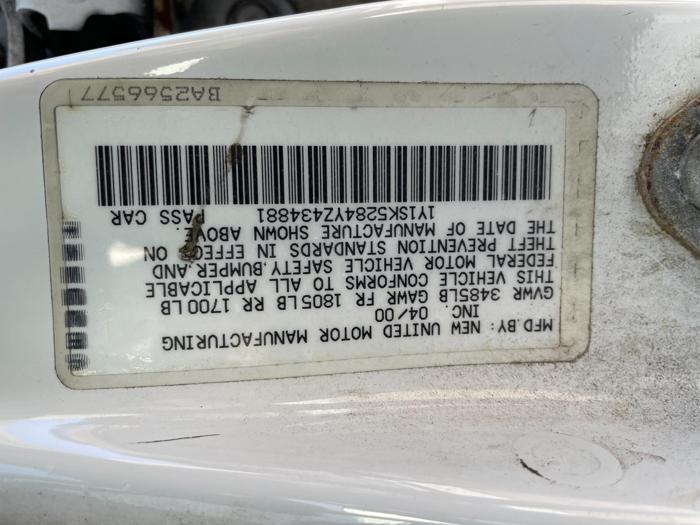 MFD.BY: NEW UNITED MOTOR MANUFACTURING
INC. 04/00
GVWR 3485LB GAWR FR 1805LB RR 1700LB
THIS VEHICLE CONFORMS TO ALL APPLICABLE
FEDERAL MOTOR VEHICLE SAFETY,BUMPER,AND
THEFT PREVENTION STANDARDS IN EFFECT ON
THE DATE OF MANUFACTURE SHOWN ABOVE.
1Y1SK5284YZ434881 PASS CAR
BA2566577